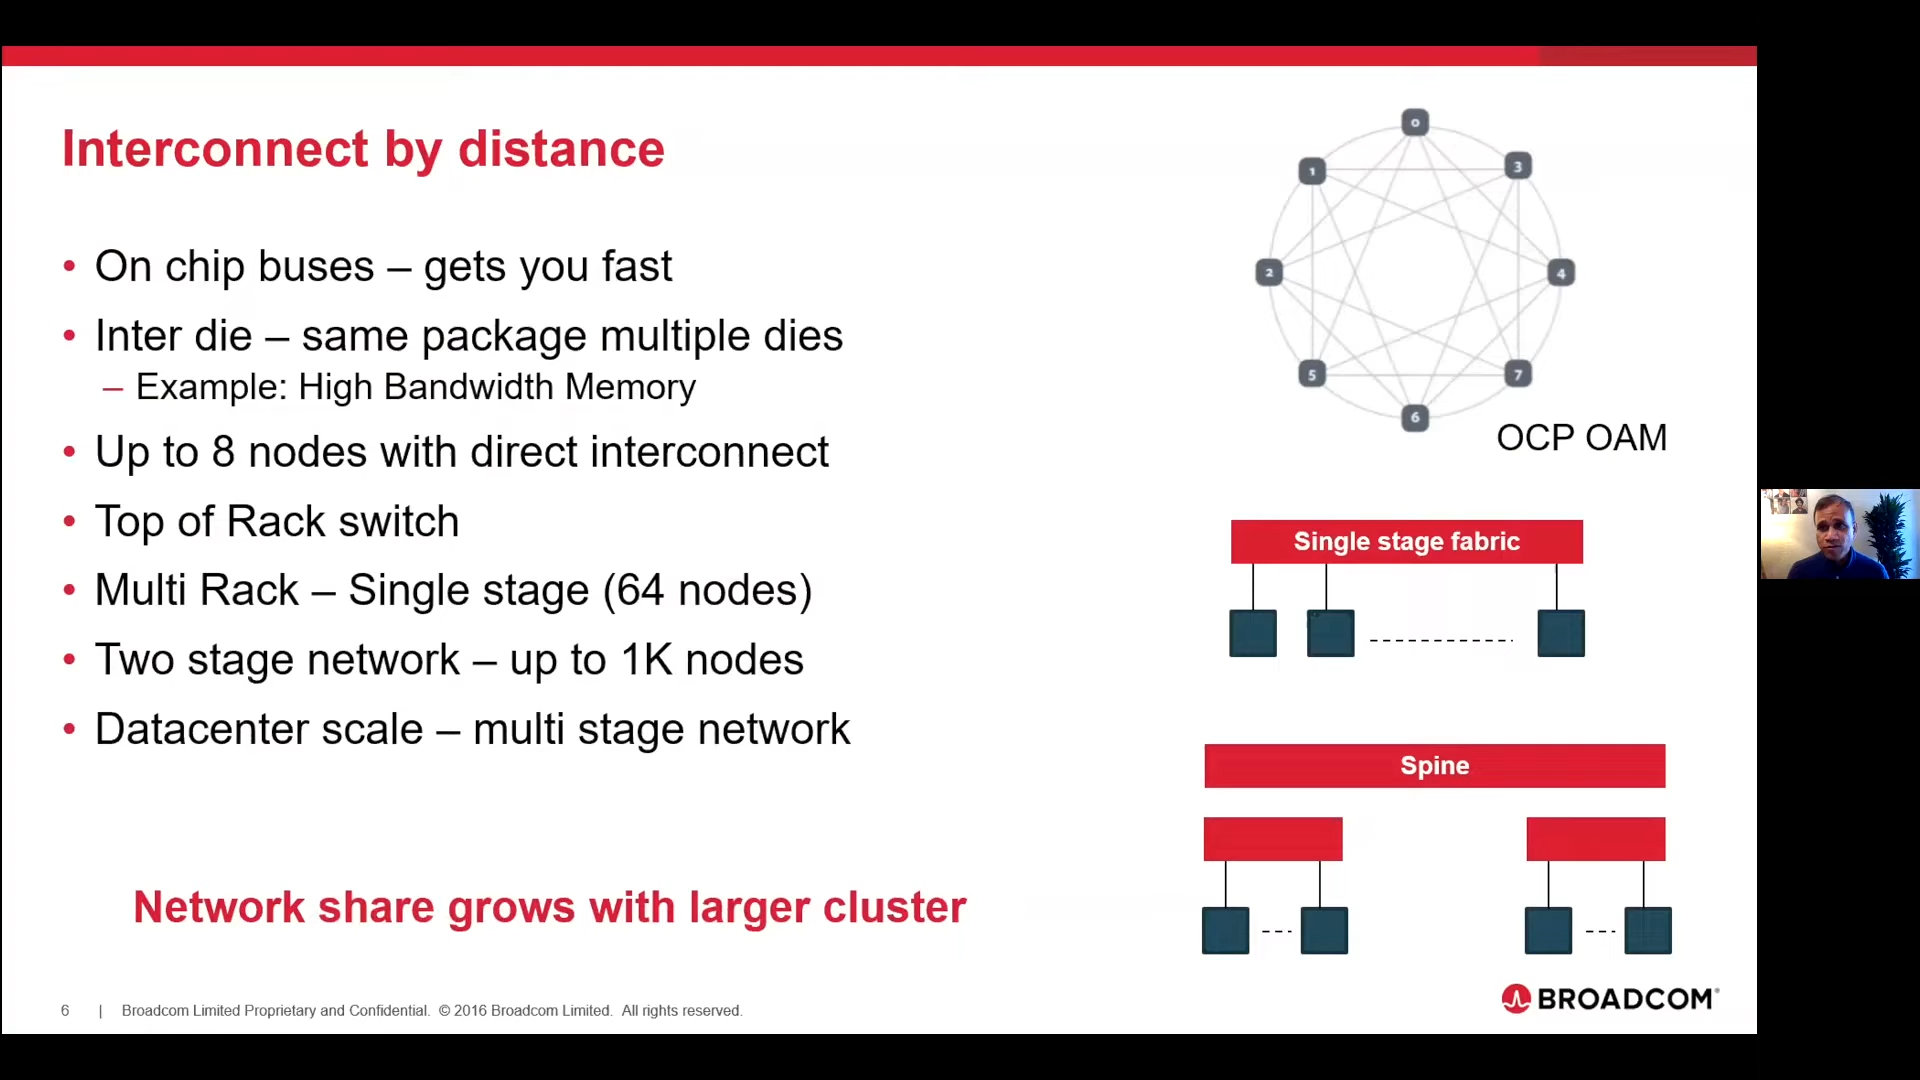 Interconnect by distance
• On chip buses – gets you fast
• Inter die – same package multiple dies
– Example: High Bandwidth Memory
• Up to 8 nodes with direct interconnect
• Top of Rack switch
• Multi Rack – Single stage (64 nodes)
• Two stage network – up to 1K nodes
• Datacenter scale – multi stage network
Network share grows with larger cluster
0
1
3
2
4
5
7
6
OCP OAM
Single stage fabric
Spine
6 | Broadcom Limited Proprietary and Confidential. © 2016 Broadcom Limited. All rights reserved.
BROADCOM®